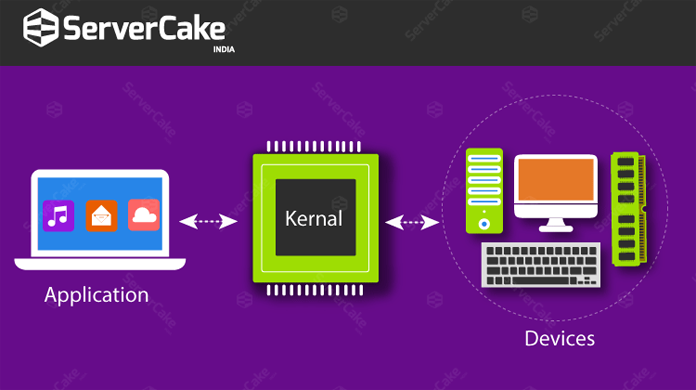 ServerCake
INDIA
Kernal
Application
Devices